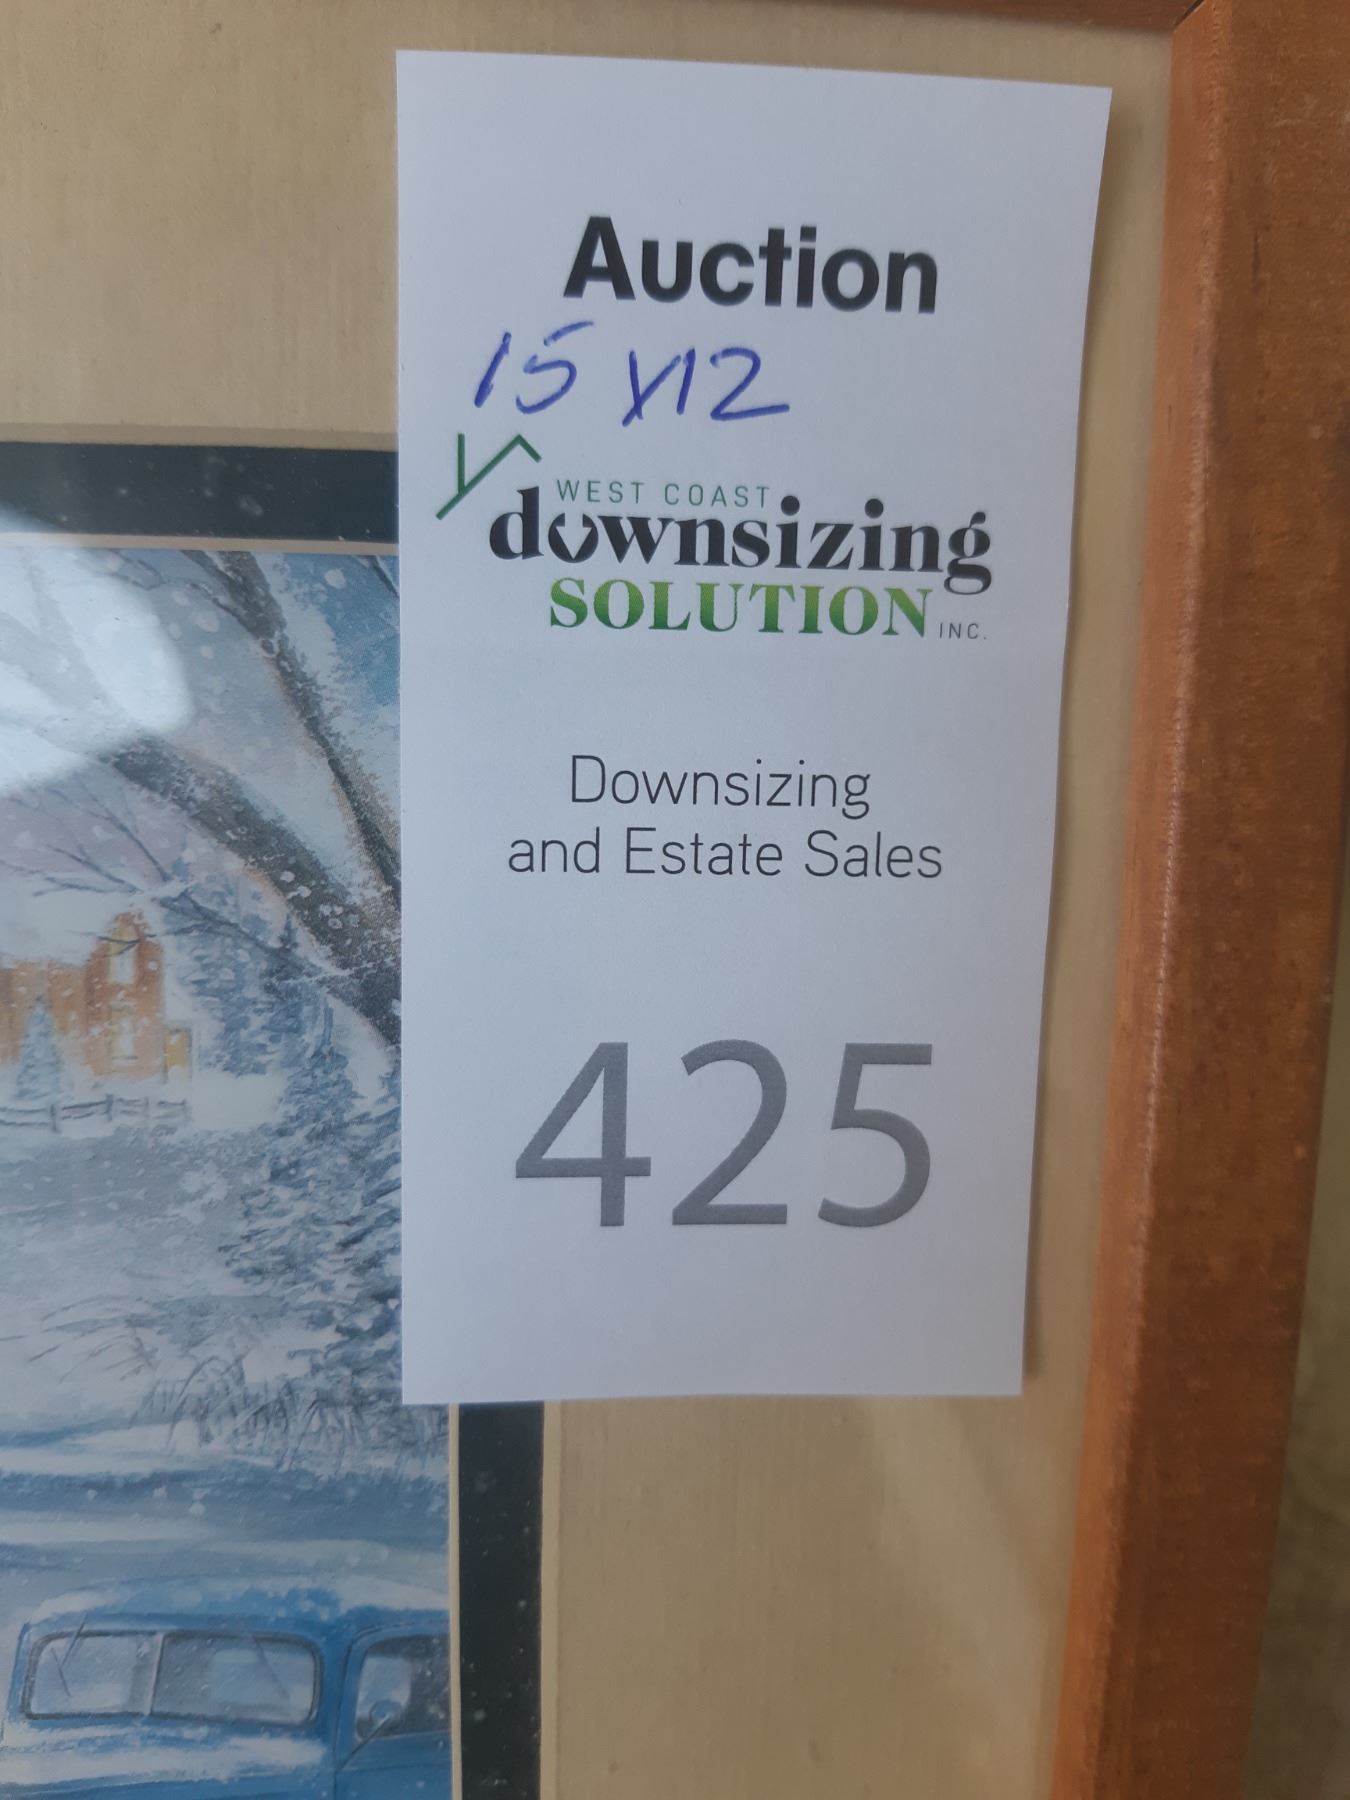 Auction
15 x12
WEST COAST
downsizing
SOLUTION INC.
Downsizing
and Estate Sales
425